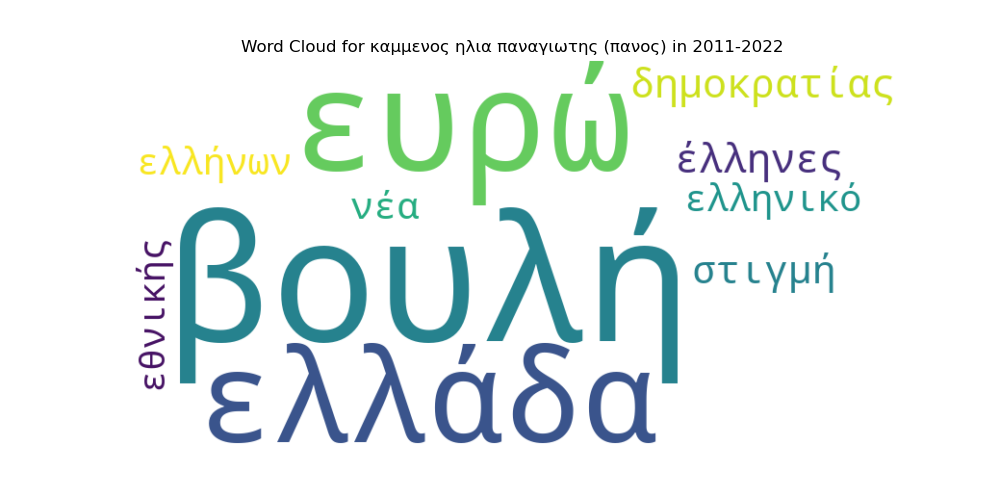 Word Cloud for καμμενος ηλια παναγιωτης (πανος) in 2011-2022
ευρώ
δημοκρατίας
ελλήνων
έλληνες
νέα
ελληνικό
βουλή
στιγμή
εθνικής
ελλάδα